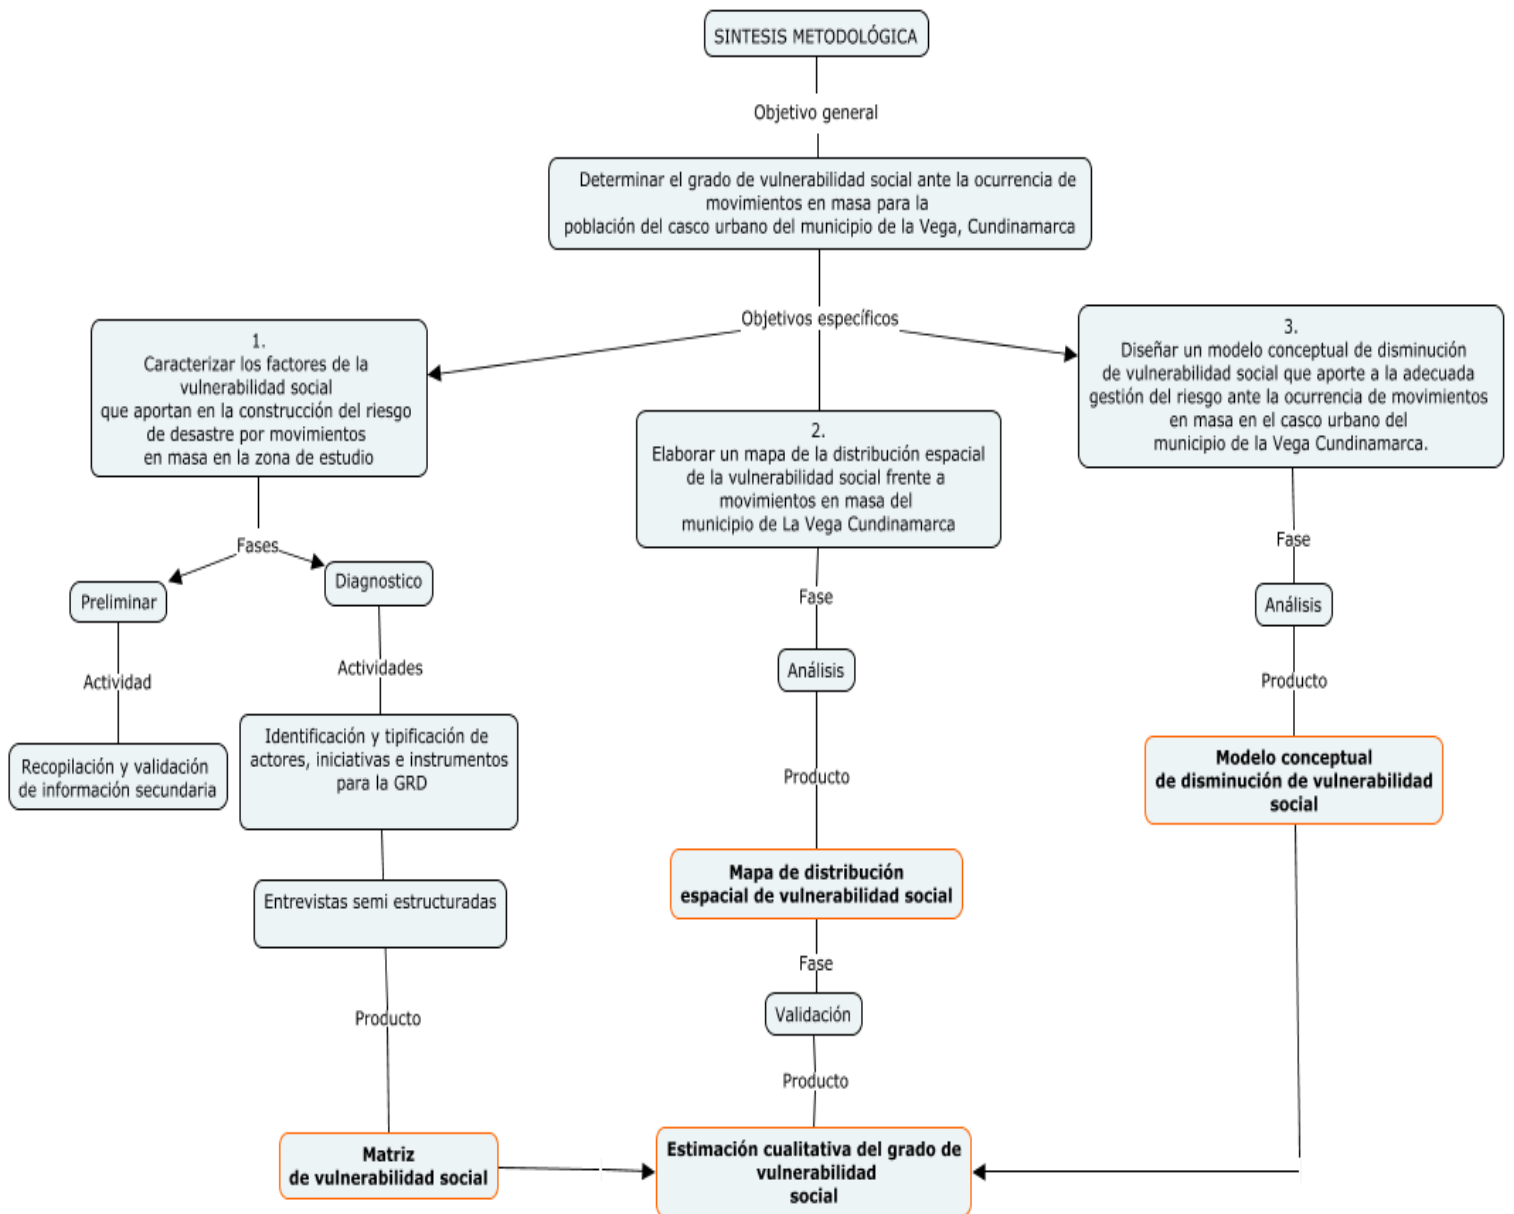 SINTESIS METODOLÓGICA
Objetivo general
Determinar el grado de vulnerabilidad social ante la ocurrencia de
movimientos en masa para la
población del casco urbano del municipio de la Vega, Cundinamarca
Objetivos específicos
1.
Caracterizar los factores de la
vulnerabilidad social
que aportan en la construcción del riesgo
de desastre por movimientos
en masa en la zona de estudio
Fases
Preliminar
Actividad
Recopilación y validación
de información secundaria
Diagnostico
Actividades
Identificación y tipificación de
actores, iniciativas e instrumentos
para la GRD
Entrevistas semi estructuradas
Producto
Matriz
de vulnerabilidad social
2.
Elaborar un mapa de la distribución espacial
de la vulnerabilidad social frente a
movimientos en masa del
municipio de La Vega Cundinamarca
Fase
Análisis
Producto
Mapa de distribución
espacial de vulnerabilidad social
Fase
Validación
Producto
Estimación cualitativa del grado de
vulnerabilidad
social
3.
Diseñar un modelo conceptual de disminución
de vulnerabilidad social que aporte a la adecuada
gestión del riesgo ante la ocurrencia de movimientos
en masa en el casco urbano del
municipio de la Vega Cundinamarca.
Fase
Análisis
Producto
Modelo conceptual
de disminución de vulnerabilidad
social